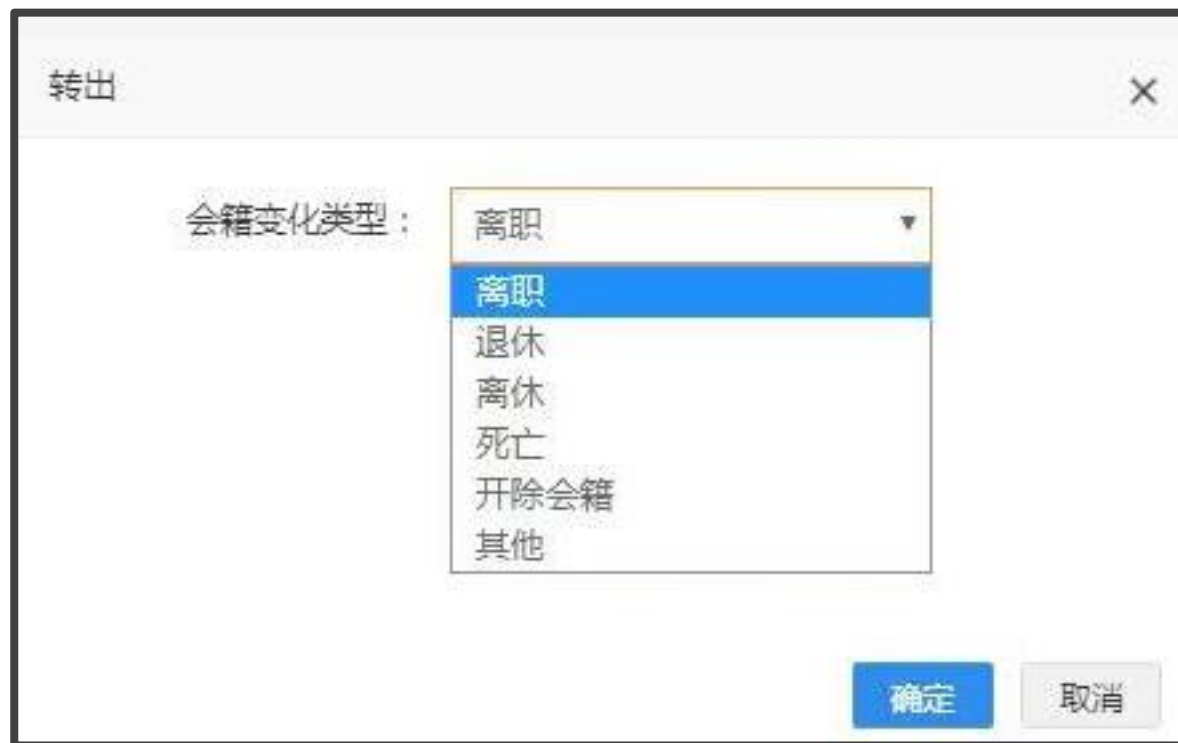 转出
会籍变化类型： 离职
离职
退休
离休
死亡
开除会籍
其他
确定 取消